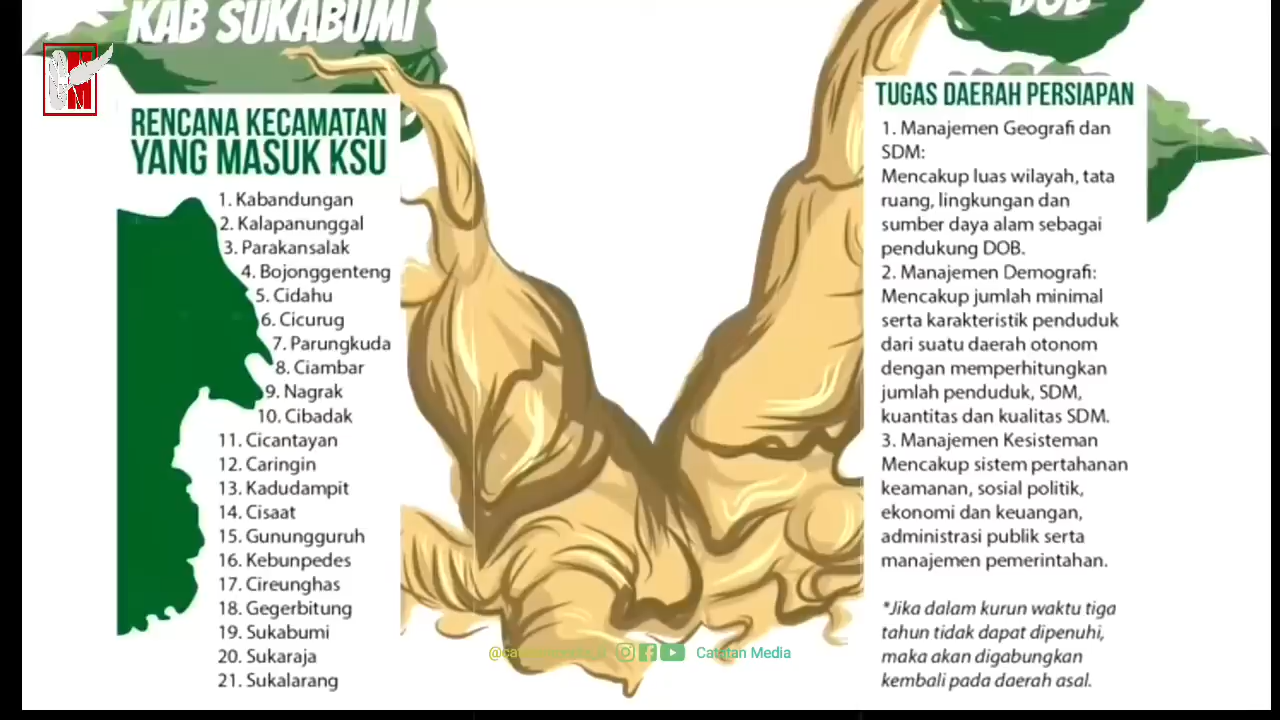 KAB SUKABUMI
DOB
RENCANA KECAMATAN
YANG MASUK KSU
1. Kabandungan
2. Kalapanunggal
3. Parakansalak
4. Bojonggenteng
5. Cidahu
6. Cicurug
7. Parungkuda
8. Ciambar
9. Nagrak
10. Cibadak
11. Cicantayan
12. Caringin
13. Kadudampit
14. Cisaat
15. Gunungguruh
16. Kebunpedes
17. Cireunghas
18. Gegerbitung
19. Sukabumi
20. Sukaraja
21. Sukalarang
TUGAS DAERAH PERSIAPAN
1. Manajemen Geografi dan
SDM:
Mencakup luas wilayah, tata
ruang, lingkungan dan
sumber daya alam sebagai
pendukung DOB.
2. Manajemen Demografi:
Mencakup jumlah minimal
serta karakteristik penduduk
dari suatu daerah otonom
dengan memperhitungkan
jumlah penduduk, SDM,
kuantitas dan kualitas SDM.
3. Manajemen Kesisteman
Mencakup sistem pertahanan
keamanan, sosial politik,
ekonomi dan keuangan,
administrasi publik serta
manajemen pemerintahan.
*Jika dalam kurun waktu tiga
tahun tidak dapat dipenuhi,
maka akan digabungkan
kembali pada daerah asal.
Catatan Media